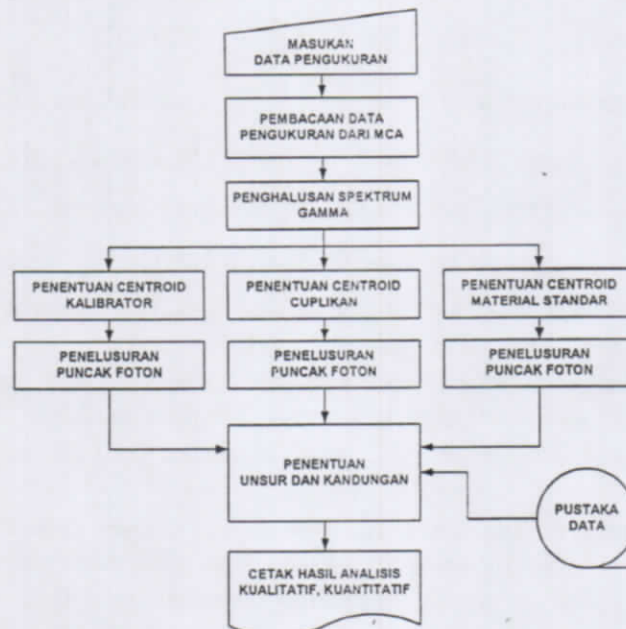 MASUKAN
DATA PENGUKURAN
PEMBACAAN DATA
PENGUKURAN DARI MCA
PENGHALUSAN SPEKTRUM
GAMMA
PENENTUAN CENTROID
KALIBRATOR
PENENTUAN CENTROID
CUPLIKAN
PENENTUAN CENTROID
MATERIAL STANDAR
PENELUSURAN
PUNCAK FOTON
PENELUSURAN
PUNCAK FOTON
PENELUSURAN
PUNCAK FOTON
PENENTUAN
UNSUR DAN KANDUNGAN
PUSTAKA
DATA
CETAK HASIL ANALISIS
KUALITATIF, KUANTITATIF